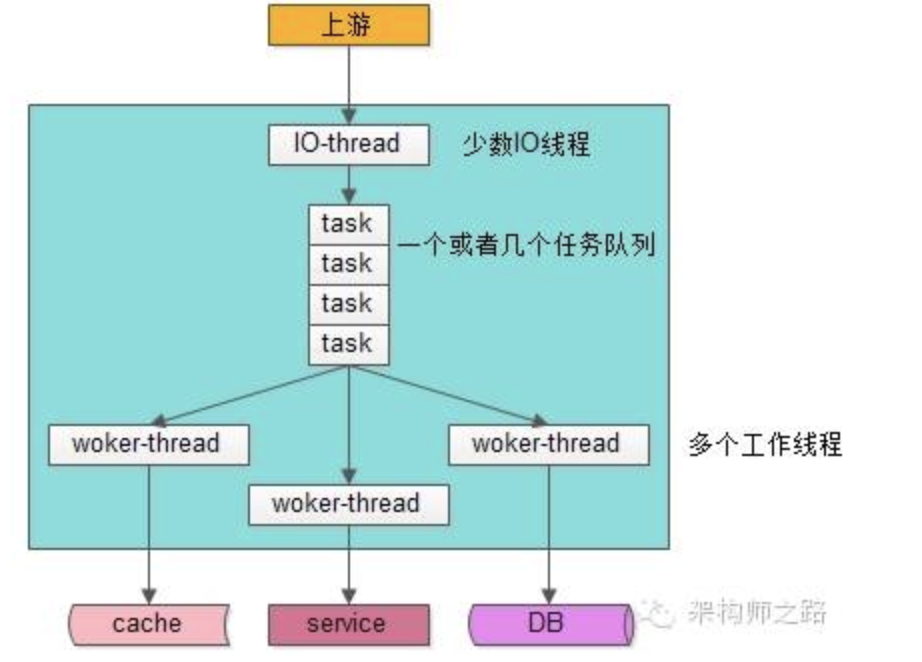 上游
IO-thread
少数IO线程
task
一个或者几个任务队列
task
task
task
woker-thread
woker-thread
多个工作线程
woker-thread
cache
service
DB
架构师之路